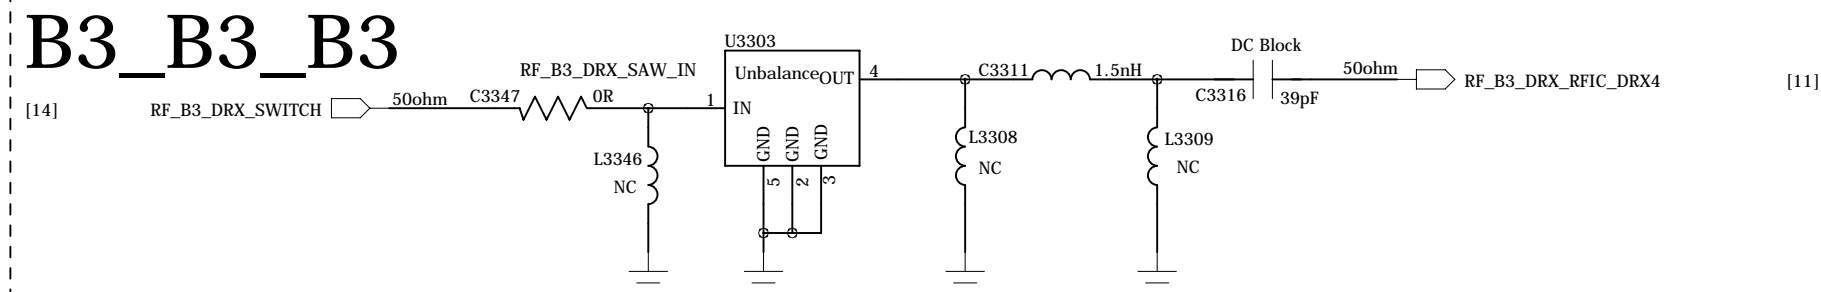 B3_B3_B3
[14]
RF_B3_DRX_SWITCH
50ohm
C3347
RF_B3_DRX_SAW_IN
0R
L3346
NC
U3303
1
IN
Unbalance
OUT
4
GND
GND
GND
5
2
3
C3311
1.5nH
L3308
NC
L3309
NC
DC Block
C3316
39pF
50ohm
RF_B3_DRX_RFIC_DRX4
[11]